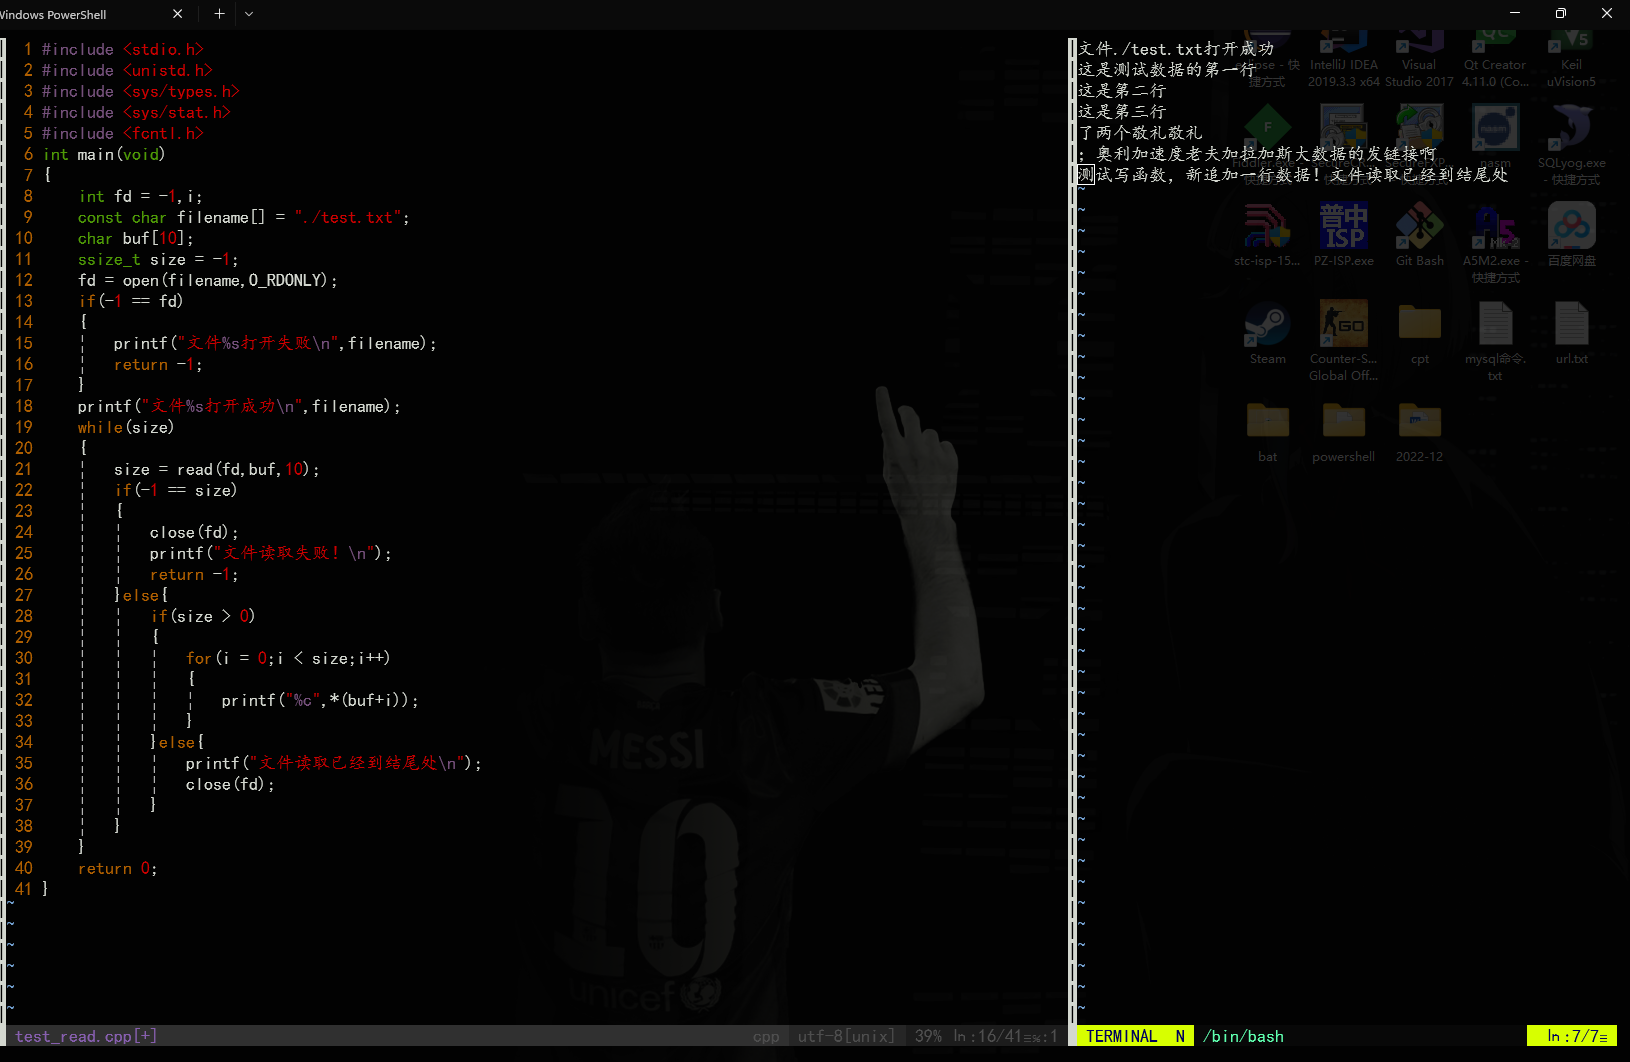 Windows PowerShell
1 #include <stdio.h>
2 #include <unistd.h>
3 #include <sys/types.h>
4 #include <sys/stat.h>
5 #include <fcntl.h>
6 int main(void)
7 {
8 int fd = -1,i;
9 const char filename[] = "./test.txt";
10 char buf[10];
11 ssize_t size = -1;
12 fd = open(filename,O_RDONLY);
13 if(-1 == fd)
14 {
15 printf("文件%s打开失败\n",filename);
16 return -1;
17 }
18 printf("文件%s打开成功\n",filename);
19 while(size)
20 {
21 size = read(fd,buf,10);
22 if(-1 == size)
23 {
24 close(fd);
25 printf("文件读取失败！\n");
26 return -1;
27 }else{
28 if(size > 0)
29 {
30 for(i = 0;i < size;i++)
31 {
32 printf("%c",*(buf+i));
33 }
34 }else{
35 printf("文件读取已经到结尾处\n");
36 close(fd);
37 }
38 }
39 }
40 return 0;
41 }
test_read.cpp[+] cpp utf-8[unix] 39% ln:16/41≡℅:1
文件./test.txt打开成功
这是测试数据的第一行
这是第二行
这是第三行
了两个敬礼敬礼
；奥利加速度老夫加拉加斯大数据的发链接啊
测试写函数，新追加一行数据！文件读取已经到结尾处
TERMINAL N /bin/bash ln:7/7≡
eclipse - 快捷方式
IntelliJ IDEA 2019.3.3 x64
Visual Studio 2017
Qt Creator 4.11.0 (Co...
Keil uVision5
Fiddler.exe
nasm
SQLyog.exe - 快捷方式
stc-isp-15...
普中 ISP
PZ-ISP.exe
Git Bash
A5M2.exe - 快捷方式
百度网盘
Steam
GO
Counter-S... Global Off...
cpt
mysql命令.txt
url.txt
bat
powershell
2022-12
MESSI
10
unicef